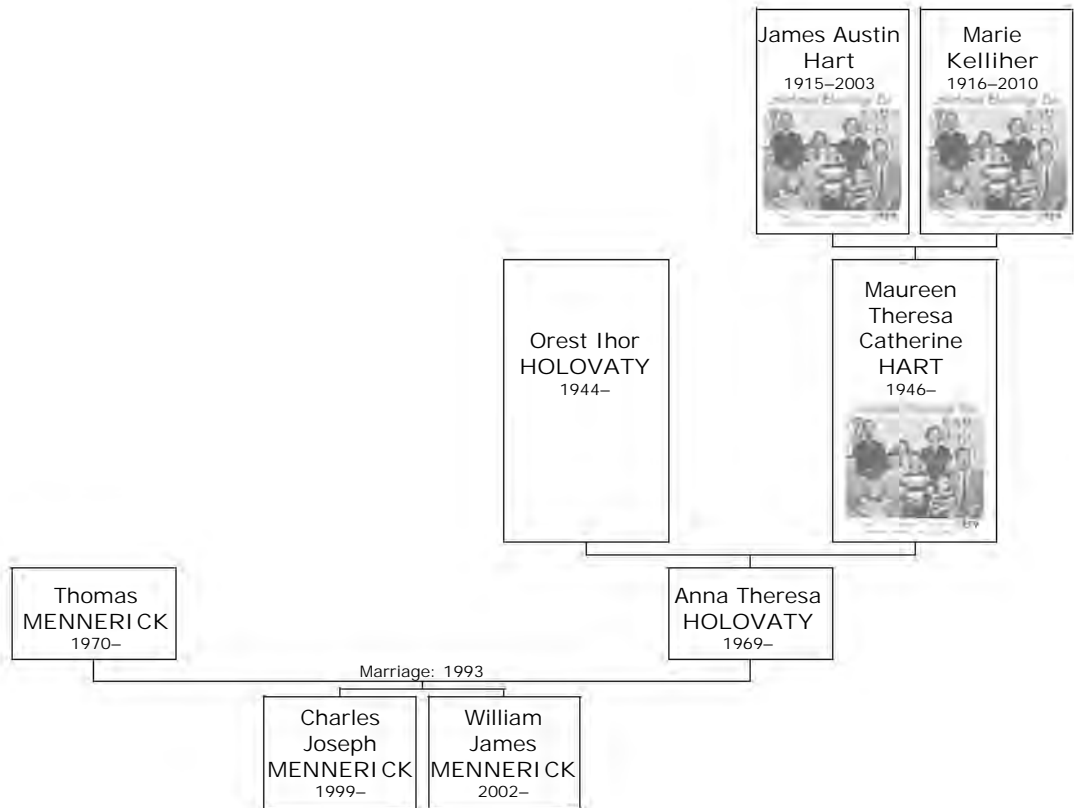 James Austin
Hart
1915–2003
Marie
Kelliher
1916–2010
Orest Ihor
HOLOVATY
1944–
Maureen
Theresa
Catherine
HART
1946–
Thomas
MENNERICK
1970–
Anna Theresa
HOLOVATY
1969–
Marriage: 1993
Charles
Joseph
MENNERICK
1999–
William
James
MENNERICK
2002–